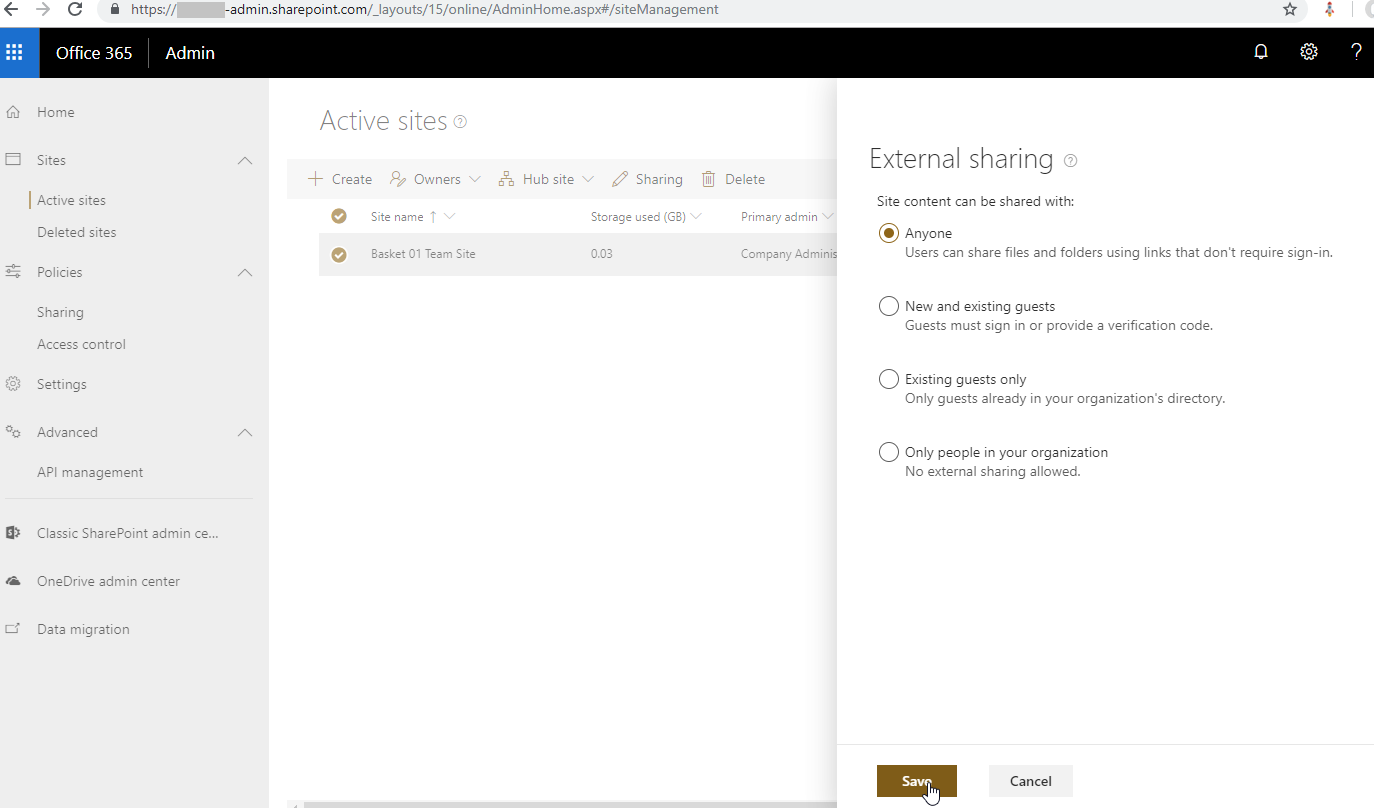 https:// -admin.sharepoint.com/_layouts/15/online/AdminHome.aspx#/siteManagement
Office 365 Admin ?
Home
Sites
Active sites
Deleted sites
Policies
Sharing
Access control
Settings
Advanced
API management
Classic SharePoint admin ce...
OneDrive admin center
Data migration
Active sites ?
+ Create Owners Hub site Sharing Delete
Site name ↑ Storage used (GB) Primary admin
Basket 01 Team Site 0.03 Company Adminis
External sharing ?
Site content can be shared with:
Anyone
Users can share files and folders using links that don't require sign-in.
New and existing guests
Guests must sign in or provide a verification code.
Existing guests only
Only guests already in your organization's directory.
Only people in your organization
No external sharing allowed.
Save Cancel